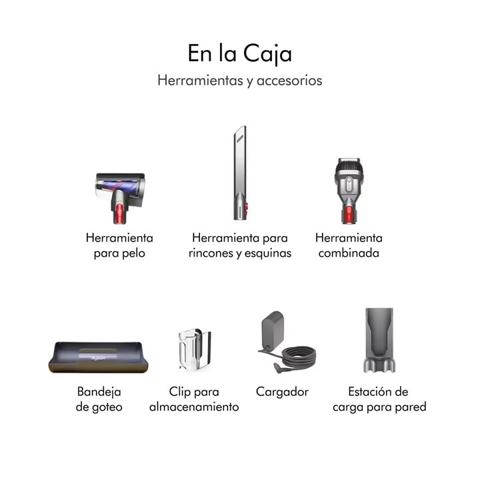 En la Caja
Herramientas y accesorios
Herramienta
para pelo
Herramienta para
rincones y esquinas
Herramienta
combinada
Bandeja
de goteo
Clip para
almacenamiento
Cargador
Estación de
carga para pared